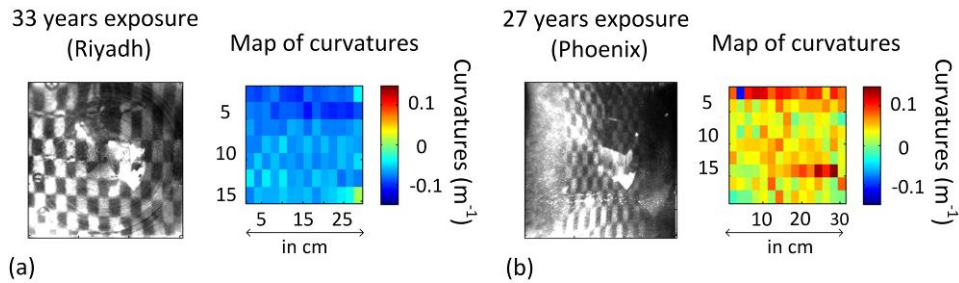 33 years exposure
(Riyadh)
Map of curvatures
5
10
15
5
15
25
in cm
0.1
0
-0.1
Curvatures (m-1)
(a)
27 years exposure
(Phoenix)
Map of curvatures
5
10
15
10
20
30
in cm
0.1
0
-0.1
Curvatures (m-1)
(b)